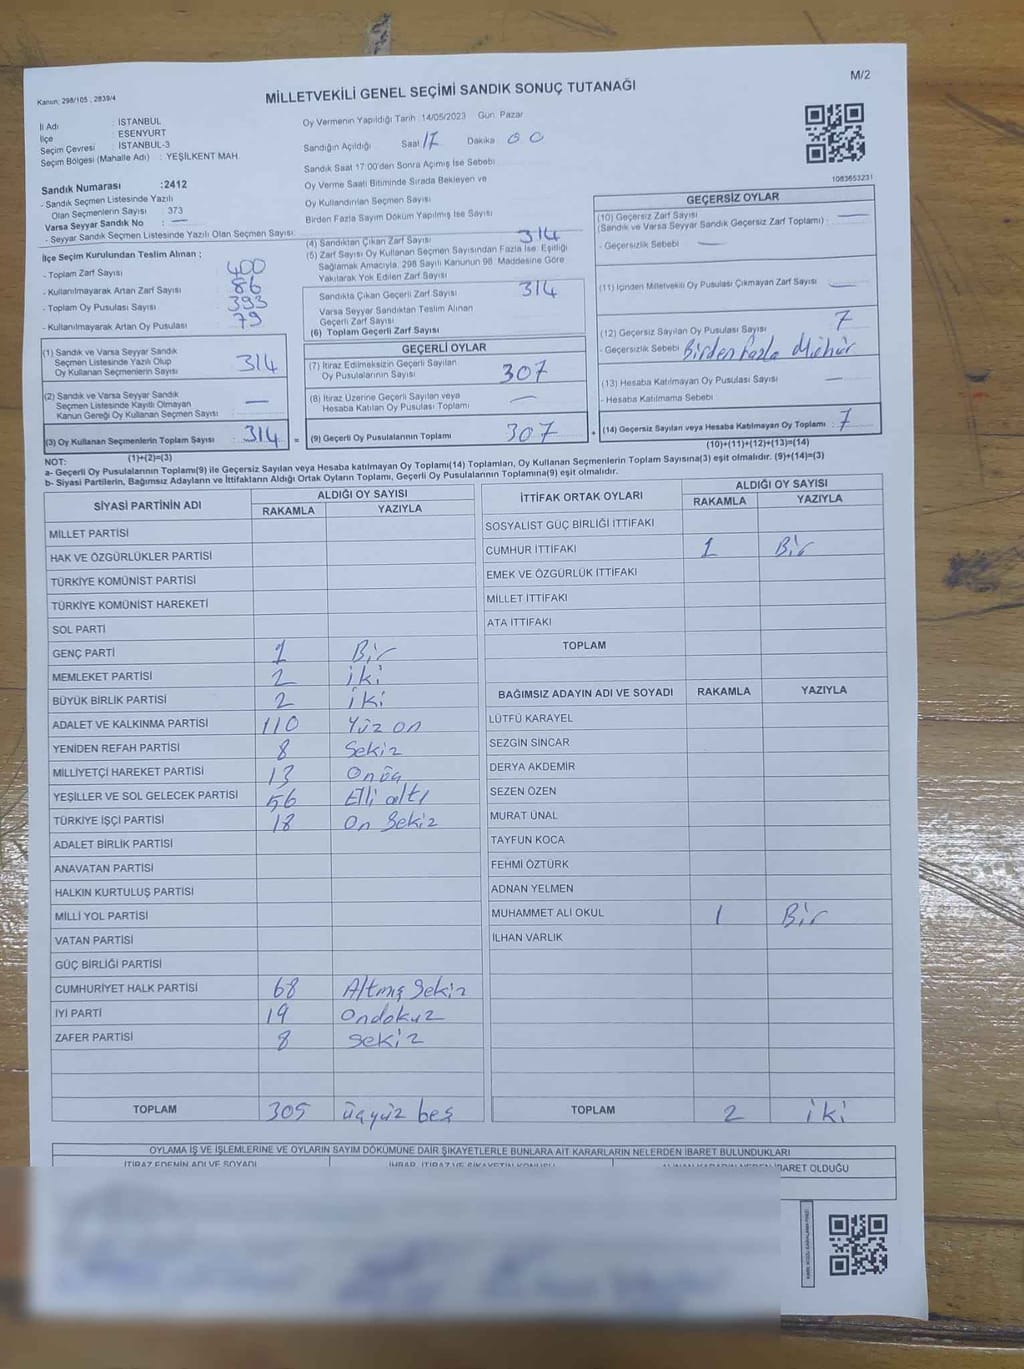 Kanun: 298/105 ; 2839/4
MİLLETVEKİLİ GENEL SEÇİMİ SANDIK SONUÇ TUTANAĞI
M/2
İl Adı : İSTANBUL
İlçe : ESENYURT
Seçim Çevresi : İSTANBUL-3
Seçim Bölgesi (Mahalle Adı) : YEŞİLKENT MAH.
Oy Vermenin Yapıldığı Tarih :14/05/2023 Gün: Pazar
Sandığın Açıldığı Saat 17 Dakika 00
Sandık Saat 17:00'den Sonra Açılmış İse Sebebi
Oy Verme Saati Bitiminde Sırada Bekleyen ve
Oy Kullandırılan Seçmen Sayısı
Birden Fazla Sayım Döküm Yapılmış İse Sayısı
1083653231
Sandık Numarası :2412
- Sandık Seçmen Listesinde Yazılı
Olan Seçmenlerin Sayısı : 373
Varsa Seyyar Sandık No : —
- Seyyar Sandık Seçmen Listesinde Yazılı Olan Seçmen Sayısı:
İlçe Seçim Kurulundan Teslim Alınan ;
- Toplam Zarf Sayısı : 400
- Kullanılmayarak Artan Zarf Sayısı : 86
- Toplam Oy Pusulası Sayısı : 393
- Kullanılmayarak Artan Oy Pusulası : 79
(1) Sandık ve Varsa Seyyar Sandık
Seçmen Listesinde Yazılı Olup
Oy Kullanan Seçmenlerin Sayısı : 314
(2) Sandık ve Varsa Seyyar Sandık
Seçmen Listesinde Kayıtlı Olmayan
Kanun Gereği Oy Kullanan Seçmen Sayısı : —
(3) Oy Kullanan Seçmenlerin Toplam Sayısı : 314
(1)+(2)=(3)
(4) Sandıktan Çıkan Zarf Sayısı 314
(5) Zarf Sayısı Oy Kullanan Seçmen Sayısından Fazla İse, Eşitliği
Sağlamak Amacıyla, 298 Sayılı Kanunun 98. Maddesine Göre
Yakılarak Yok Edilen Zarf Sayısı
Sandıkta Çıkan Geçerli Zarf Sayısı 314
Varsa Seyyar Sandıktan Teslim Alınan
Geçerli Zarf Sayısı
(6) Toplam Geçerli Zarf Sayısı
GEÇERLİ OYLAR
(7) İtiraz Edilmeksizin Geçerli Sayılan
Oy Pusulalarının Sayısı : 307
(8) İtiraz Üzerine Geçerli Sayılan veya
Hesaba Katılan Oy Pusulası Toplamı : —
= (9) Geçerli Oy Pusulalarının Toplamı : 307
GEÇERSİZ OYLAR
(10) Geçersiz Zarf Sayısı
(Sandık ve Varsa Seyyar Sandık Geçersiz Zarf Toplamı) : —
- Geçersizlik Sebebi : —
(11) İçinden Milletvekili Oy Pusulası Çıkmayan Zarf Sayısı : —
(12) Geçersiz Sayılan Oy Pusulası Sayısı : 7
- Geçersizlik Sebebi : Birden Fazla Mühür
(13) Hesaba Katılmayan Oy Pusulası Sayısı : —
- Hesaba Katılmama Sebebi
+ (14) Geçersiz Sayılan veya Hesaba Katılmayan Oy Toplamı : 7
(10)+(11)+(12)+(13)=(14)
NOT:
a- Geçerli Oy Pusulalarının Toplamı(9) ile Geçersiz Sayılan veya Hesaba katılmayan Oy Toplamı(14) Toplamları, Oy Kullanan Seçmenlerin Toplam Sayısına(3) eşit olmalıdır. (9)+(14)=(3)
b- Siyasi Partilerin, Bağımsız Adayların ve İttifakların Aldığı Ortak Oyların Toplamı, Geçerli Oy Pusulalarının Toplamına(9) eşit olmalıdır.
SİYASİ PARTİNİN ADI ALDIĞI OY SAYISI
RAKAMLA YAZIYLA
MİLLET PARTİSİ
HAK VE ÖZGÜRLÜKLER PARTİSİ
TÜRKİYE KOMÜNİST PARTİSİ
TÜRKİYE KOMÜNİST HAREKETİ
SOL PARTİ
GENÇ PARTİ 1 Bir
MEMLEKET PARTİSİ 2 iki
BÜYÜK BİRLİK PARTİSİ 2 iki
ADALET VE KALKINMA PARTİSİ 110 Yüz on
YENİDEN REFAH PARTİSİ 8 Sekiz
MİLLİYETÇİ HAREKET PARTİSİ 13 Onüç
YEŞİLLER VE SOL GELECEK PARTİSİ 56 Elli altı
TÜRKİYE İŞÇİ PARTİSİ 18 On Sekiz
ADALET BİRLİK PARTİSİ
ANAVATAN PARTİSİ
HALKIN KURTULUŞ PARTİSİ
MİLLİ YOL PARTİSİ
VATAN PARTİSİ
GÜÇ BİRLİĞİ PARTİSİ
CUMHURİYET HALK PARTİSİ 68 Altmış Sekiz
İYİ PARTİ 19 Ondokuz
ZAFER PARTİSİ 8 Sekiz
TOPLAM 305 üçyüz beş
İTTİFAK ORTAK OYLARI ALDIĞI OY SAYISI
RAKAMLA YAZIYLA
SOSYALİST GÜÇ BİRLİĞİ İTTİFAKI
CUMHUR İTTİFAKI 1 Bir
EMEK VE ÖZGÜRLÜK İTTİFAKI
MİLLET İTTİFAKI
ATA İTTİFAKI
TOPLAM
BAĞIMSIZ ADAYIN ADI VE SOYADI RAKAMLA YAZIYLA
LÜTFÜ KARAYEL
SEZGİN SİNCAR
DERYA AKDEMİR
SEZEN ÖZEN
MURAT ÜNAL
TAYFUN KOCA
FEHMİ ÖZTÜRK
ADNAN YELMEN
MUHAMMET ALİ OKUL 1 Bir
İLHAN VARLIK
TOPLAM 2 iki
OYLAMA İŞ VE İŞLEMLERİNE VE OYLARIN SAYIM DÖKÜMÜNE DAİR ŞİKAYETLERLE BUNLARA AİT KARARLARIN NELERDEN İBARET BULUNDUKLARI
İTİRAZ EDENİN ADI VE SOYADI İHBAR, İTİRAZ VE ŞİKAYETİN KONUSU ALINAN KARARIN NEDEN İBARET OLDUĞU